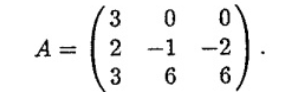 A = ( 3 0 0
2 −1 −2
3 6 6 ) .